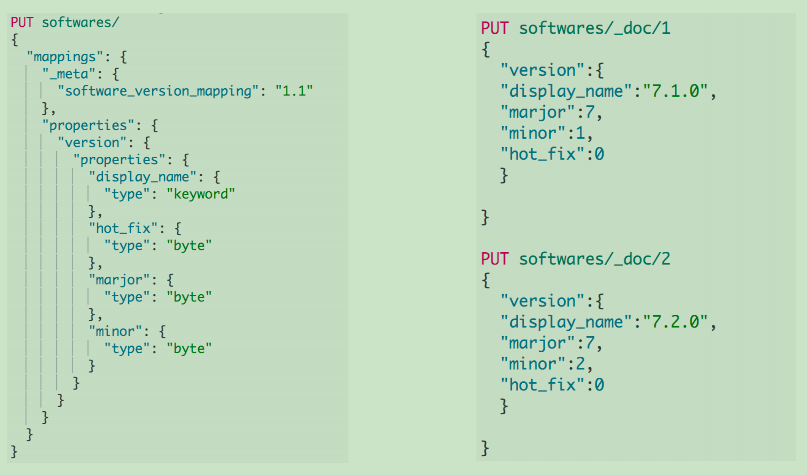 PUT softwares/
{
  "mappings": {
    "_meta": {
      "software_version_mapping": "1.1"
    },
    "properties": {
      "version": {
        "properties": {
          "display_name": {
            "type": "keyword"
          },
          "hot_fix": {
            "type": "byte"
          },
          "marjor": {
            "type": "byte"
          },
          "minor": {
            "type": "byte"
          }
        }
      }
    }
  }
}
PUT softwares/_doc/1
{
  "version":{
  "display_name":"7.1.0",
  "marjor":7,
  "minor":1,
  "hot_fix":0
  }

}

PUT softwares/_doc/2
{
  "version":{
  "display_name":"7.2.0",
  "marjor":7,
  "minor":2,
  "hot_fix":0
  }

}